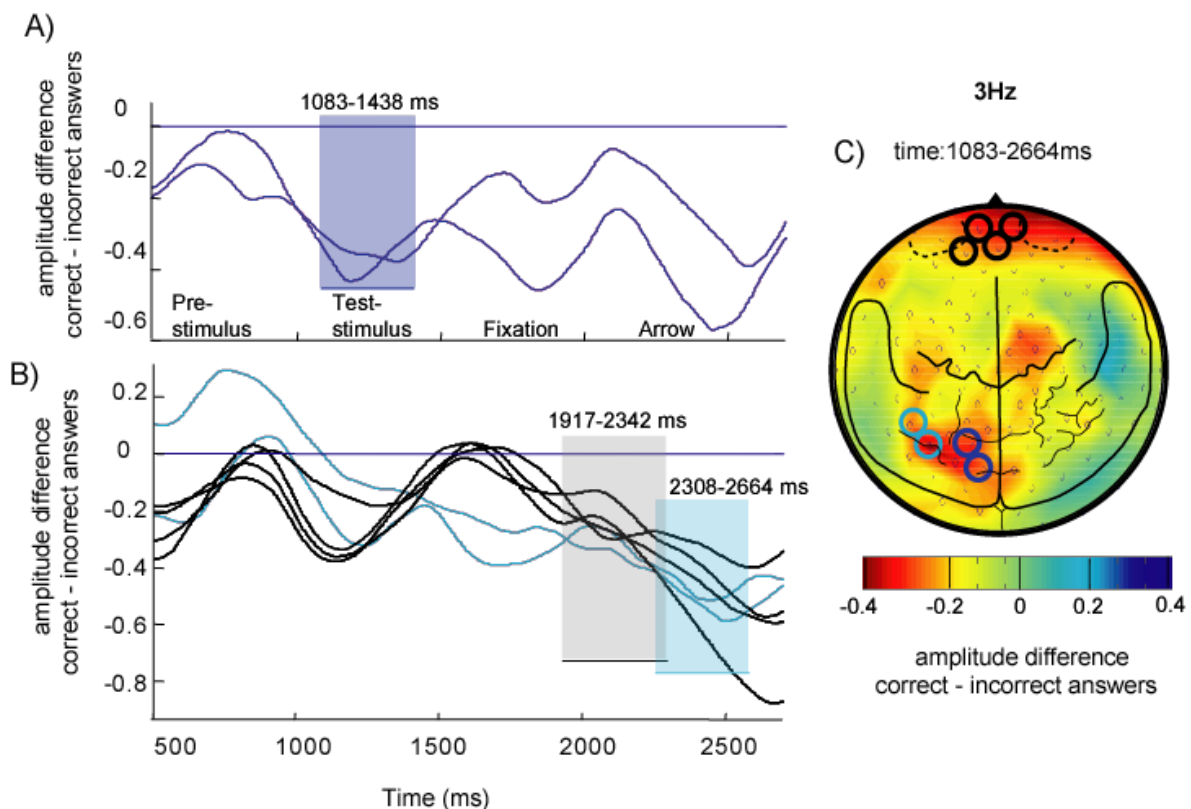 A)
amplitude difference
correct - incorrect answers
0
-0.2
-0.4
-0.6
1083-1438 ms
Pre-
stimulus
Test-
stimulus
Fixation
Arrow
B)
amplitude difference
correct - incorrect answers
0.2
0
-0.2
-0.4
-0.6
-0.8
1917-2342 ms
2308-2664 ms
500
1000
1500
2000
2500
Time (ms)
3Hz
C)
time:1083-2664ms
-0.4
-0.2
0
0.2
0.4
amplitude difference
correct - incorrect answers